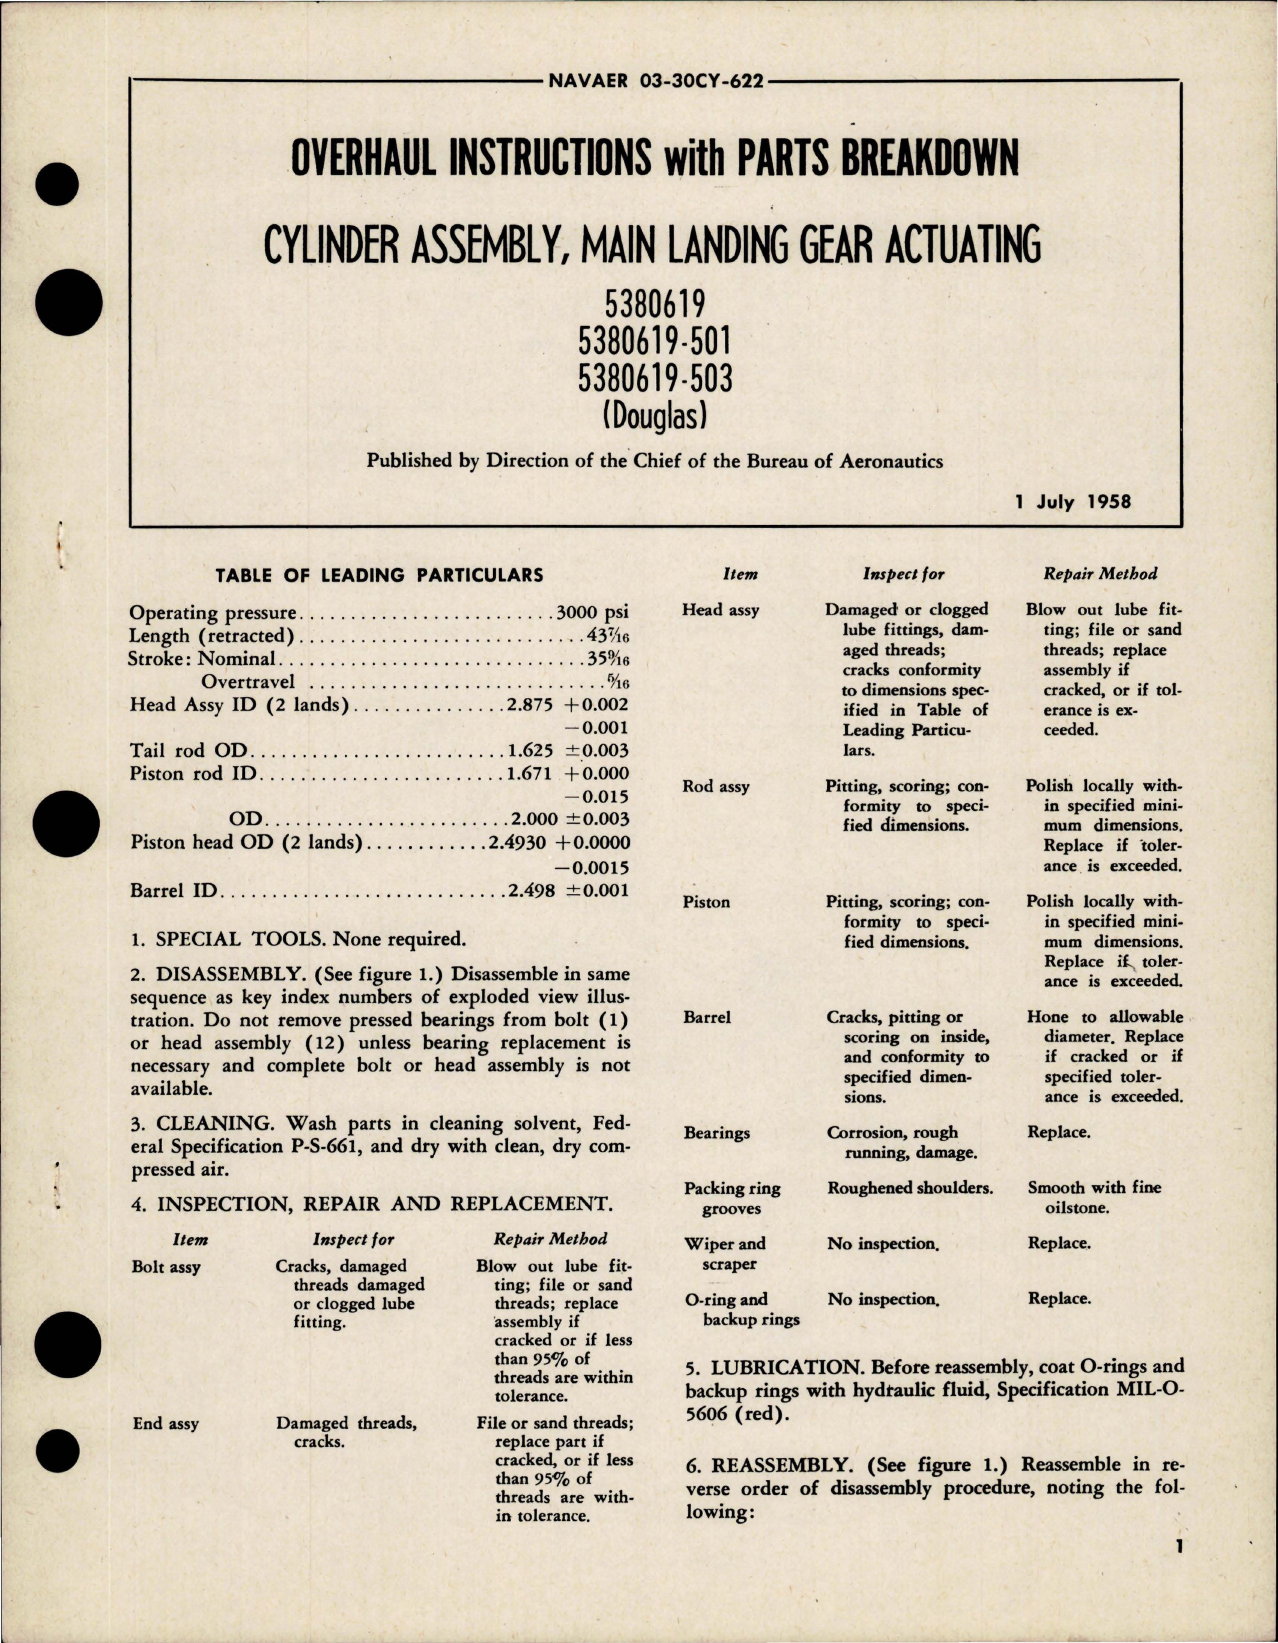 NAVAER 03-30CY-622
OVERHAUL INSTRUCTIONS with PARTS BREAKDOWN
CYLINDER ASSEMBLY, MAIN LANDING GEAR ACTUATING
5380619
5380619-501
5380619-503
(Douglas)
Published by Direction of the Chief of the Bureau of Aeronautics
1 July 1958
TABLE OF LEADING PARTICULARS
Operating pressure.........................3000 psi
Length (retracted)............................43 7/16
Stroke: Nominal..............................35 9/16
Overtravel .............................5/16
Head Assy ID (2 lands)...............2.875 +0.002
−0.001
Tail rod OD.........................1.625 ±0.003
Piston rod ID........................1.671 +0.000
−0.015
OD........................2.000 ±0.003
Piston head OD (2 lands)............2.4930 +0.0000
−0.0015
Barrel ID............................2.498 ±0.001
1. SPECIAL TOOLS. None required.
2. DISASSEMBLY. (See figure 1.) Disassemble in same
sequence as key index numbers of exploded view illus-
tration. Do not remove pressed bearings from bolt (1)
or head assembly (12) unless bearing replacement is
necessary and complete bolt or head assembly is not
available.
3. CLEANING. Wash parts in cleaning solvent, Fed-
eral Specification P-S-661, and dry with clean, dry com-
pressed air.
4. INSPECTION, REPAIR AND REPLACEMENT.
Item Inspect for Repair Method
Bolt assy Cracks, damaged Blow out lube fit-
threads damaged ting; file or sand
or clogged lube threads; replace
fitting. assembly if
cracked or if less
than 95% of
threads are within
tolerance.
End assy Damaged threads, File or sand threads;
cracks. replace part if
cracked, or if less
than 95% of
threads are with-
in tolerance.
Item Inspect for Repair Method
Head assy Damaged or clogged Blow out lube fit-
lube fittings, dam- ting; file or sand
aged threads; threads; replace
cracks conformity assembly if
to dimensions spec- cracked, or if tol-
ified in Table of erance is ex-
Leading Particu- ceeded.
lars.
Rod assy Pitting, scoring; con- Polish locally with-
formity to speci- in specified mini-
fied dimensions. mum dimensions.
Replace if toler-
ance is exceeded.
Piston Pitting, scoring; con- Polish locally with-
formity to speci- in specified mini-
fied dimensions. mum dimensions.
Replace if toler-
ance is exceeded.
Barrel Cracks, pitting or Hone to allowable
scoring on inside, diameter. Replace
and conformity to if cracked or if
specified dimen- specified toler-
sions. ance is exceeded.
Bearings Corrosion, rough Replace.
running, damage.
Packing ring Roughened shoulders. Smooth with fine
grooves oilstone.
Wiper and No inspection. Replace.
scraper
O-ring and No inspection. Replace.
backup rings
5. LUBRICATION. Before reassembly, coat O-rings and
backup rings with hydraulic fluid, Specification MIL-O-
5606 (red).
6. REASSEMBLY. (See figure 1.) Reassemble in re-
verse order of disassembly procedure, noting the fol-
lowing:
1